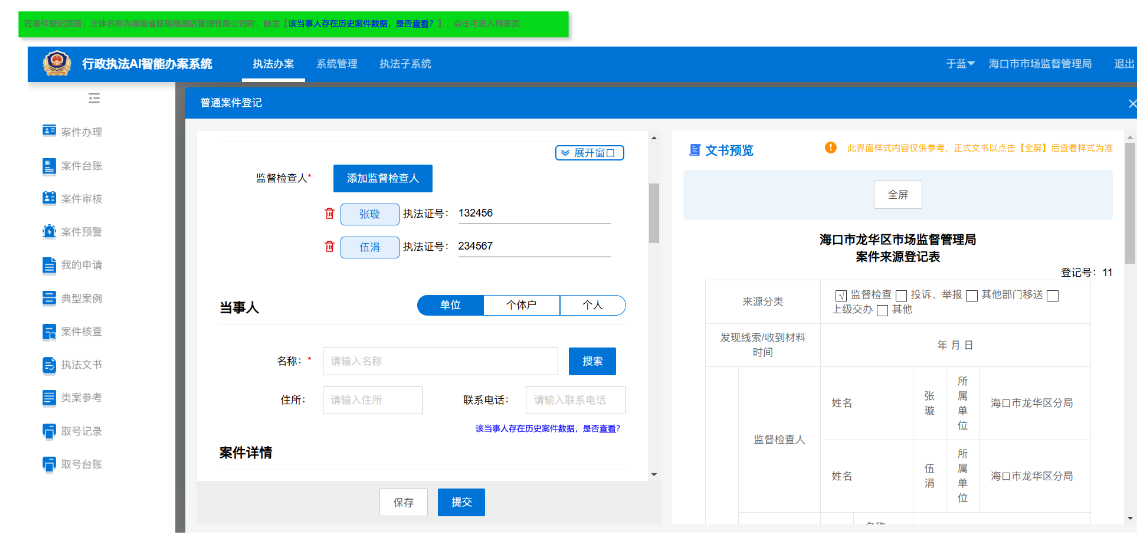 在案件登记页面，主体名称为海南雀跃臻悦酒店管理有限公司时，触发【该当事人存在历史案件数据，是否查看？】，点击可进入列表页
行政执法AI智能办案系统
执法办案 系统管理 执法子系统
于蓝 海口市市场监督管理局 退出
普通案件登记
案件办理
案件台账
案件审核
案件预警
我的申请
典型案例
案件核查
执法文书
类案参考
取号记录
取号台账
展开窗口
监督检查人* 添加监督检查人
张璇 执法证号： 132456
伍涓 执法证号： 234567
当事人 单位 个体户 个人
名称：* 请输入名称 搜索
住所： 请输入住所 联系电话： 请输入联系电话
该当事人存在历史案件数据，是否查看？
案件详情
保存 提交
文书预览 此界面样式内容仅供参考，正式文书以点击【全屏】后查看样式为准
全屏
海口市龙华区市场监督管理局
案件来源登记表
登记号： 11
来源分类 √ 监督检查 投诉、举报 其他部门移送
上级交办 其他
发现线索/收到材料
时间
年 月 日
监督检查人
姓名 张璇 所属单位 海口市龙华区分局
姓名 伍涓 所属单位 海口市龙华区分局